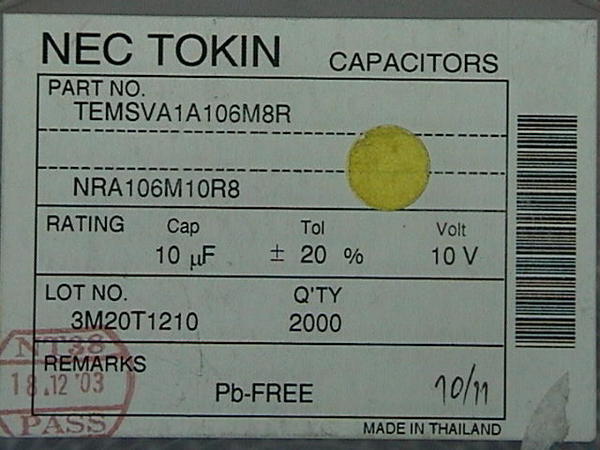 NEC TOKIN CAPACITORS
PART NO.
TEMSVA1A106M8R
NRA106M10R8
RATING Cap Tol Volt
10 µF ± 20 % 10 V
LOT NO. Q'TY
3M20T1210 2000
NT38
REMARKS
18.12 '03
Pb-FREE 10/11
PASS
MADE IN THAILAND